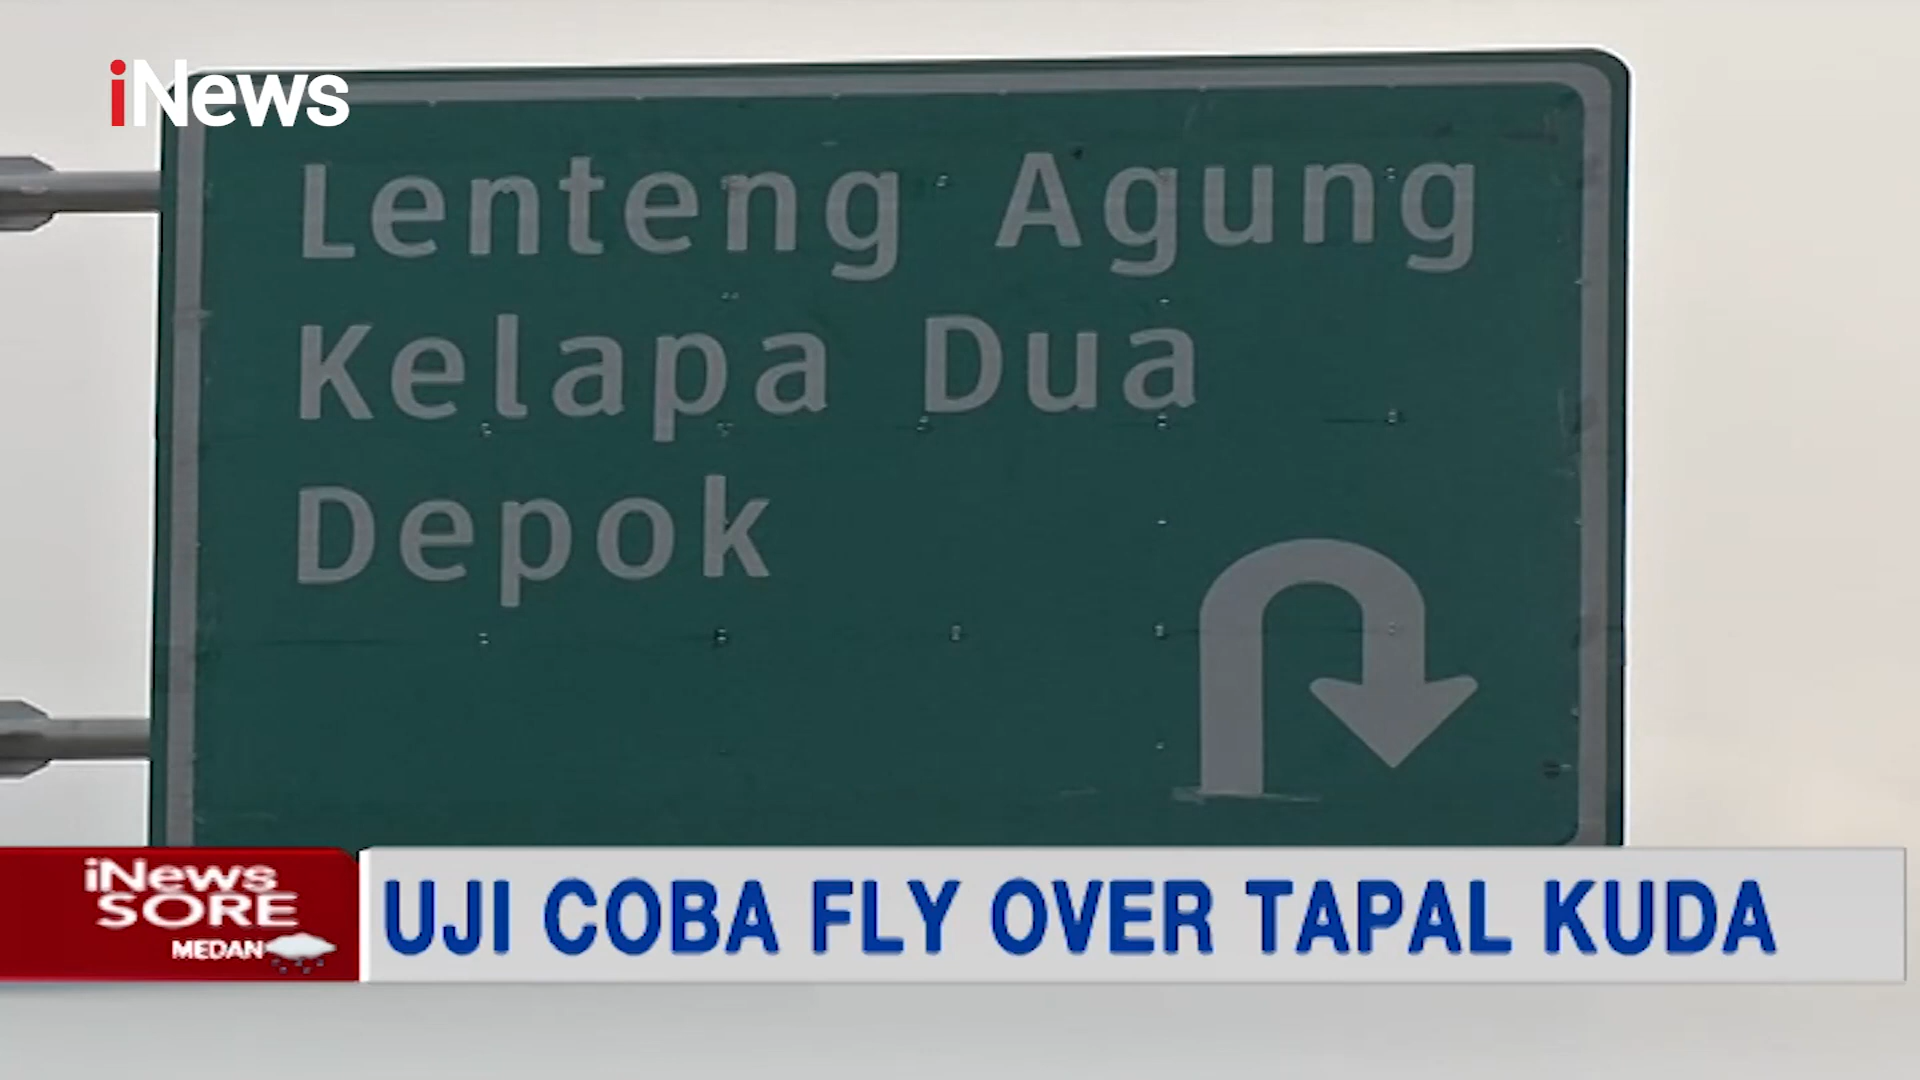 iNews
Lenteng Agung
Kelapa Dua
Depok
iNews
SORE
MEDAN
UJI COBA FLY OVER TAPAL KUDA